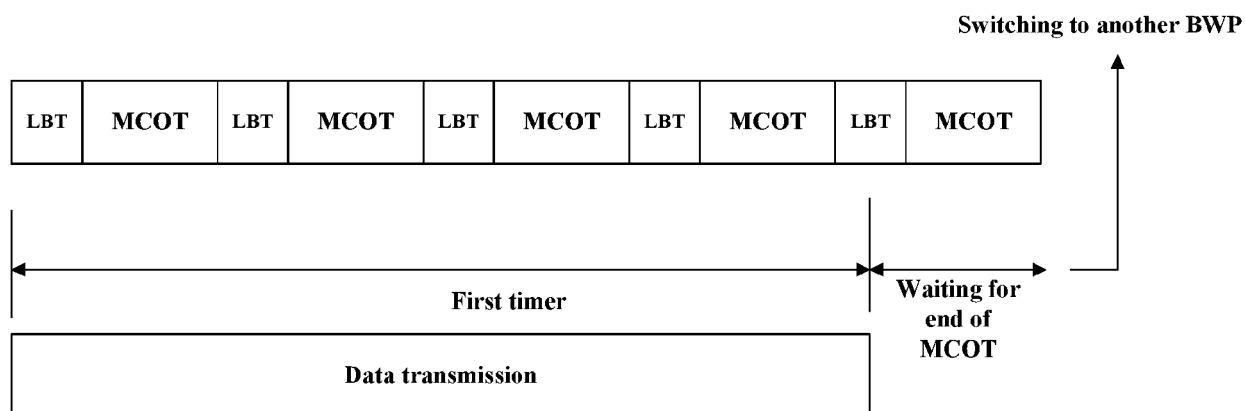 Switching to another BWP
LBT MCOT LBT MCOT LBT MCOT LBT MCOT LBT MCOT
First timer
Waiting for
end of
MCOT
Data transmission